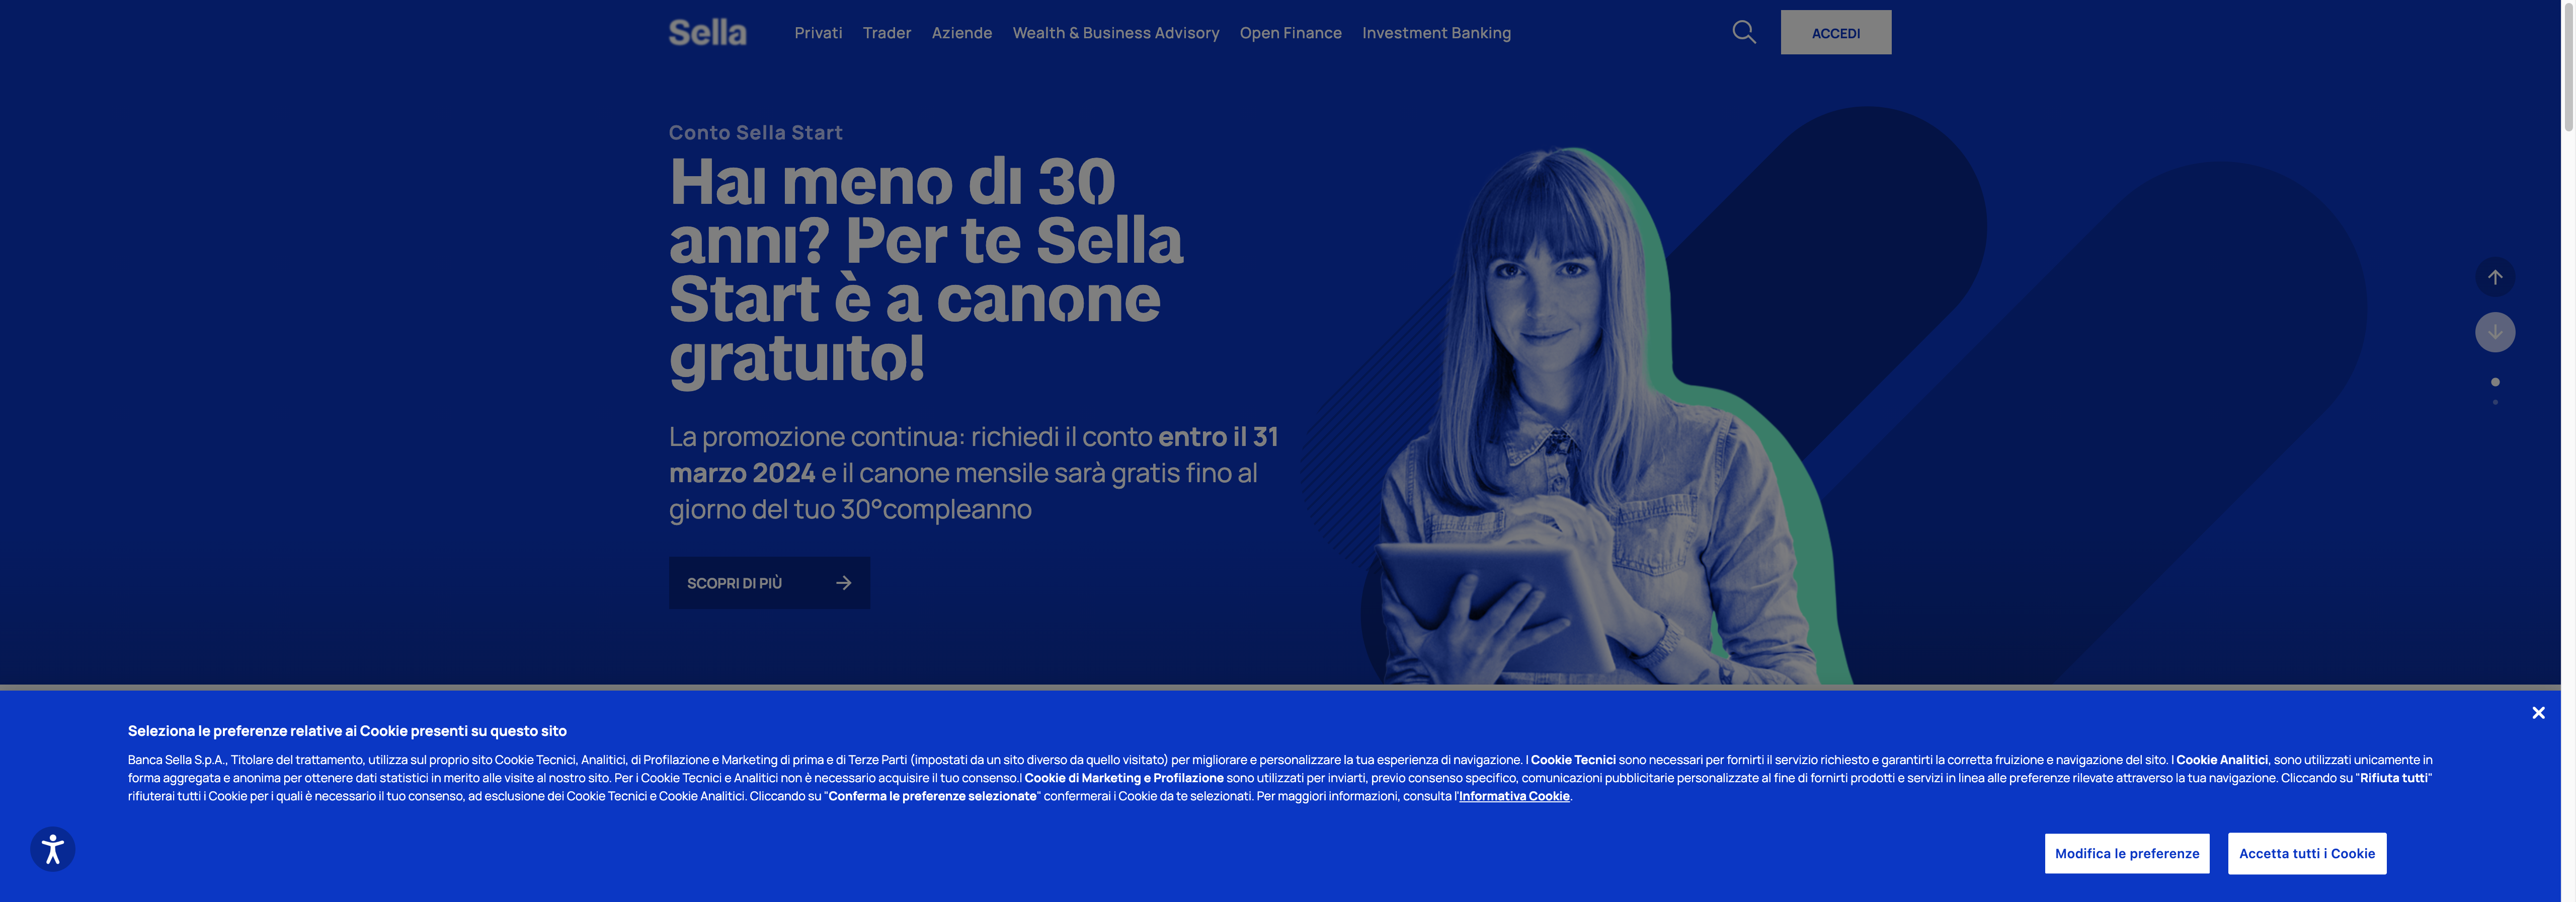 Sella
Privati
Trader
Aziende
Wealth & Business Advisory
Open Finance
Investment Banking
ACCEDI
Conto Sella Start
Hai meno di 30
anni? Per te Sella
Start è a canone
gratuito!
La promozione continua: richiedi il conto entro il 31
marzo 2024 e il canone mensile sarà gratis fino al
giorno del tuo 30°compleanno
SCOPRI DI PIÙ
Seleziona le preferenze relative ai Cookie presenti su questo sito
Banca Sella S.p.A., Titolare del trattamento, utilizza sul proprio sito Cookie Tecnici, Analitici, di Profilazione e Marketing di prima e di Terze Parti (impostati da un sito diverso da quello visitato) per migliorare e personalizzare la tua esperienza di navigazione. I Cookie Tecnici sono necessari per fornirti il servizio richiesto e garantirti la corretta fruizione e navigazione del sito. I Cookie Analitici, sono utilizzati unicamente in
forma aggregata e anonima per ottenere dati statistici in merito alle visite al nostro sito. Per i Cookie Tecnici e Analitici non è necessario acquisire il tuo consenso.I Cookie di Marketing e Profilazione sono utilizzati per inviarti, previo consenso specifico, comunicazioni pubblicitarie personalizzate al fine di fornirti prodotti e servizi in linea alle preferenze rilevate attraverso la tua navigazione. Cliccando su "Rifiuta tutti"
rifiuterai tutti i Cookie per i quali è necessario il tuo consenso, ad esclusione dei Cookie Tecnici e Cookie Analitici. Cliccando su "Conferma le preferenze selezionate" confermerai i Cookie da te selezionati. Per maggiori informazioni, consulta l'Informativa Cookie.
Modifica le preferenze
Accetta tutti i Cookie